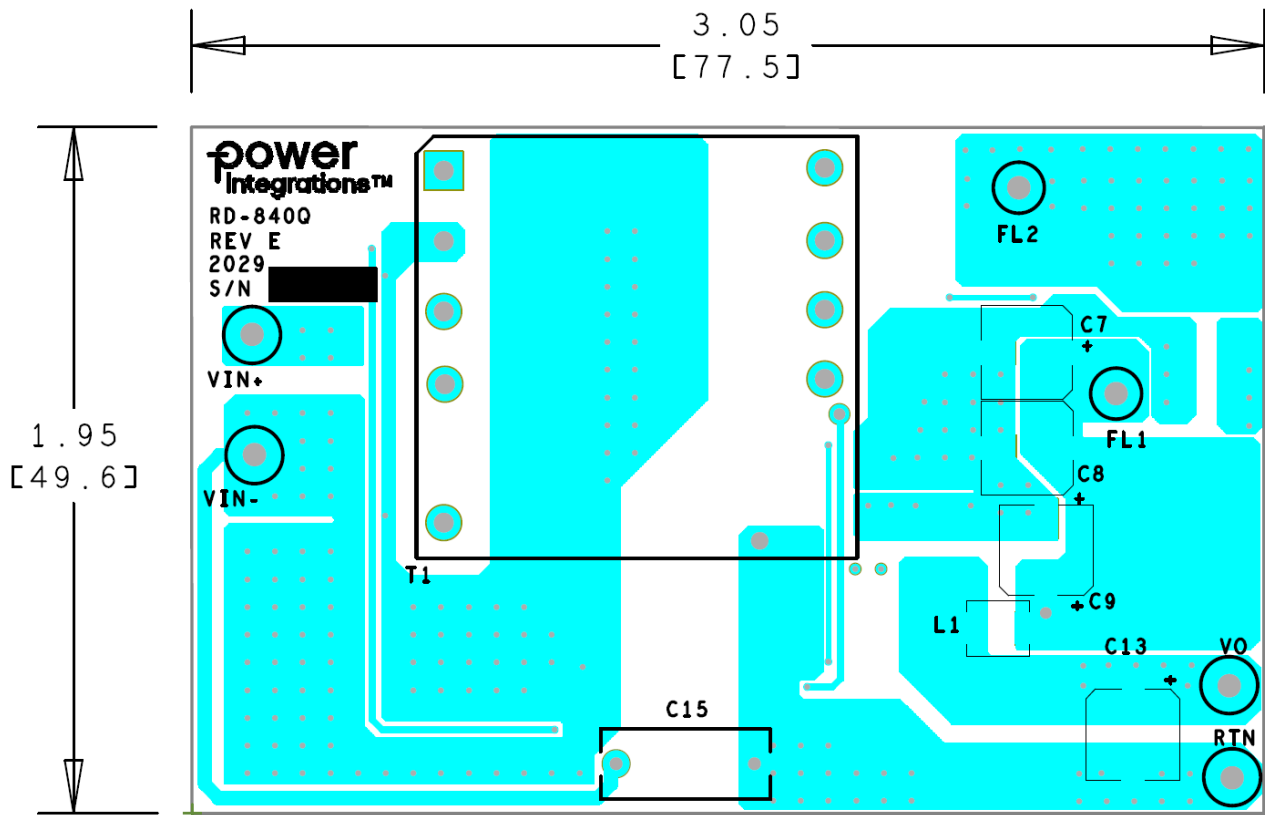 3.05
[77.5]
power
integrations™
RD-840Q
REV E
2029
S/N
VIN+
VIN-
1.95
[49.6]
T1
FL2
C7
+
FL1
C8
+
C9
+
L1
C13
+
VO
C15
RTN